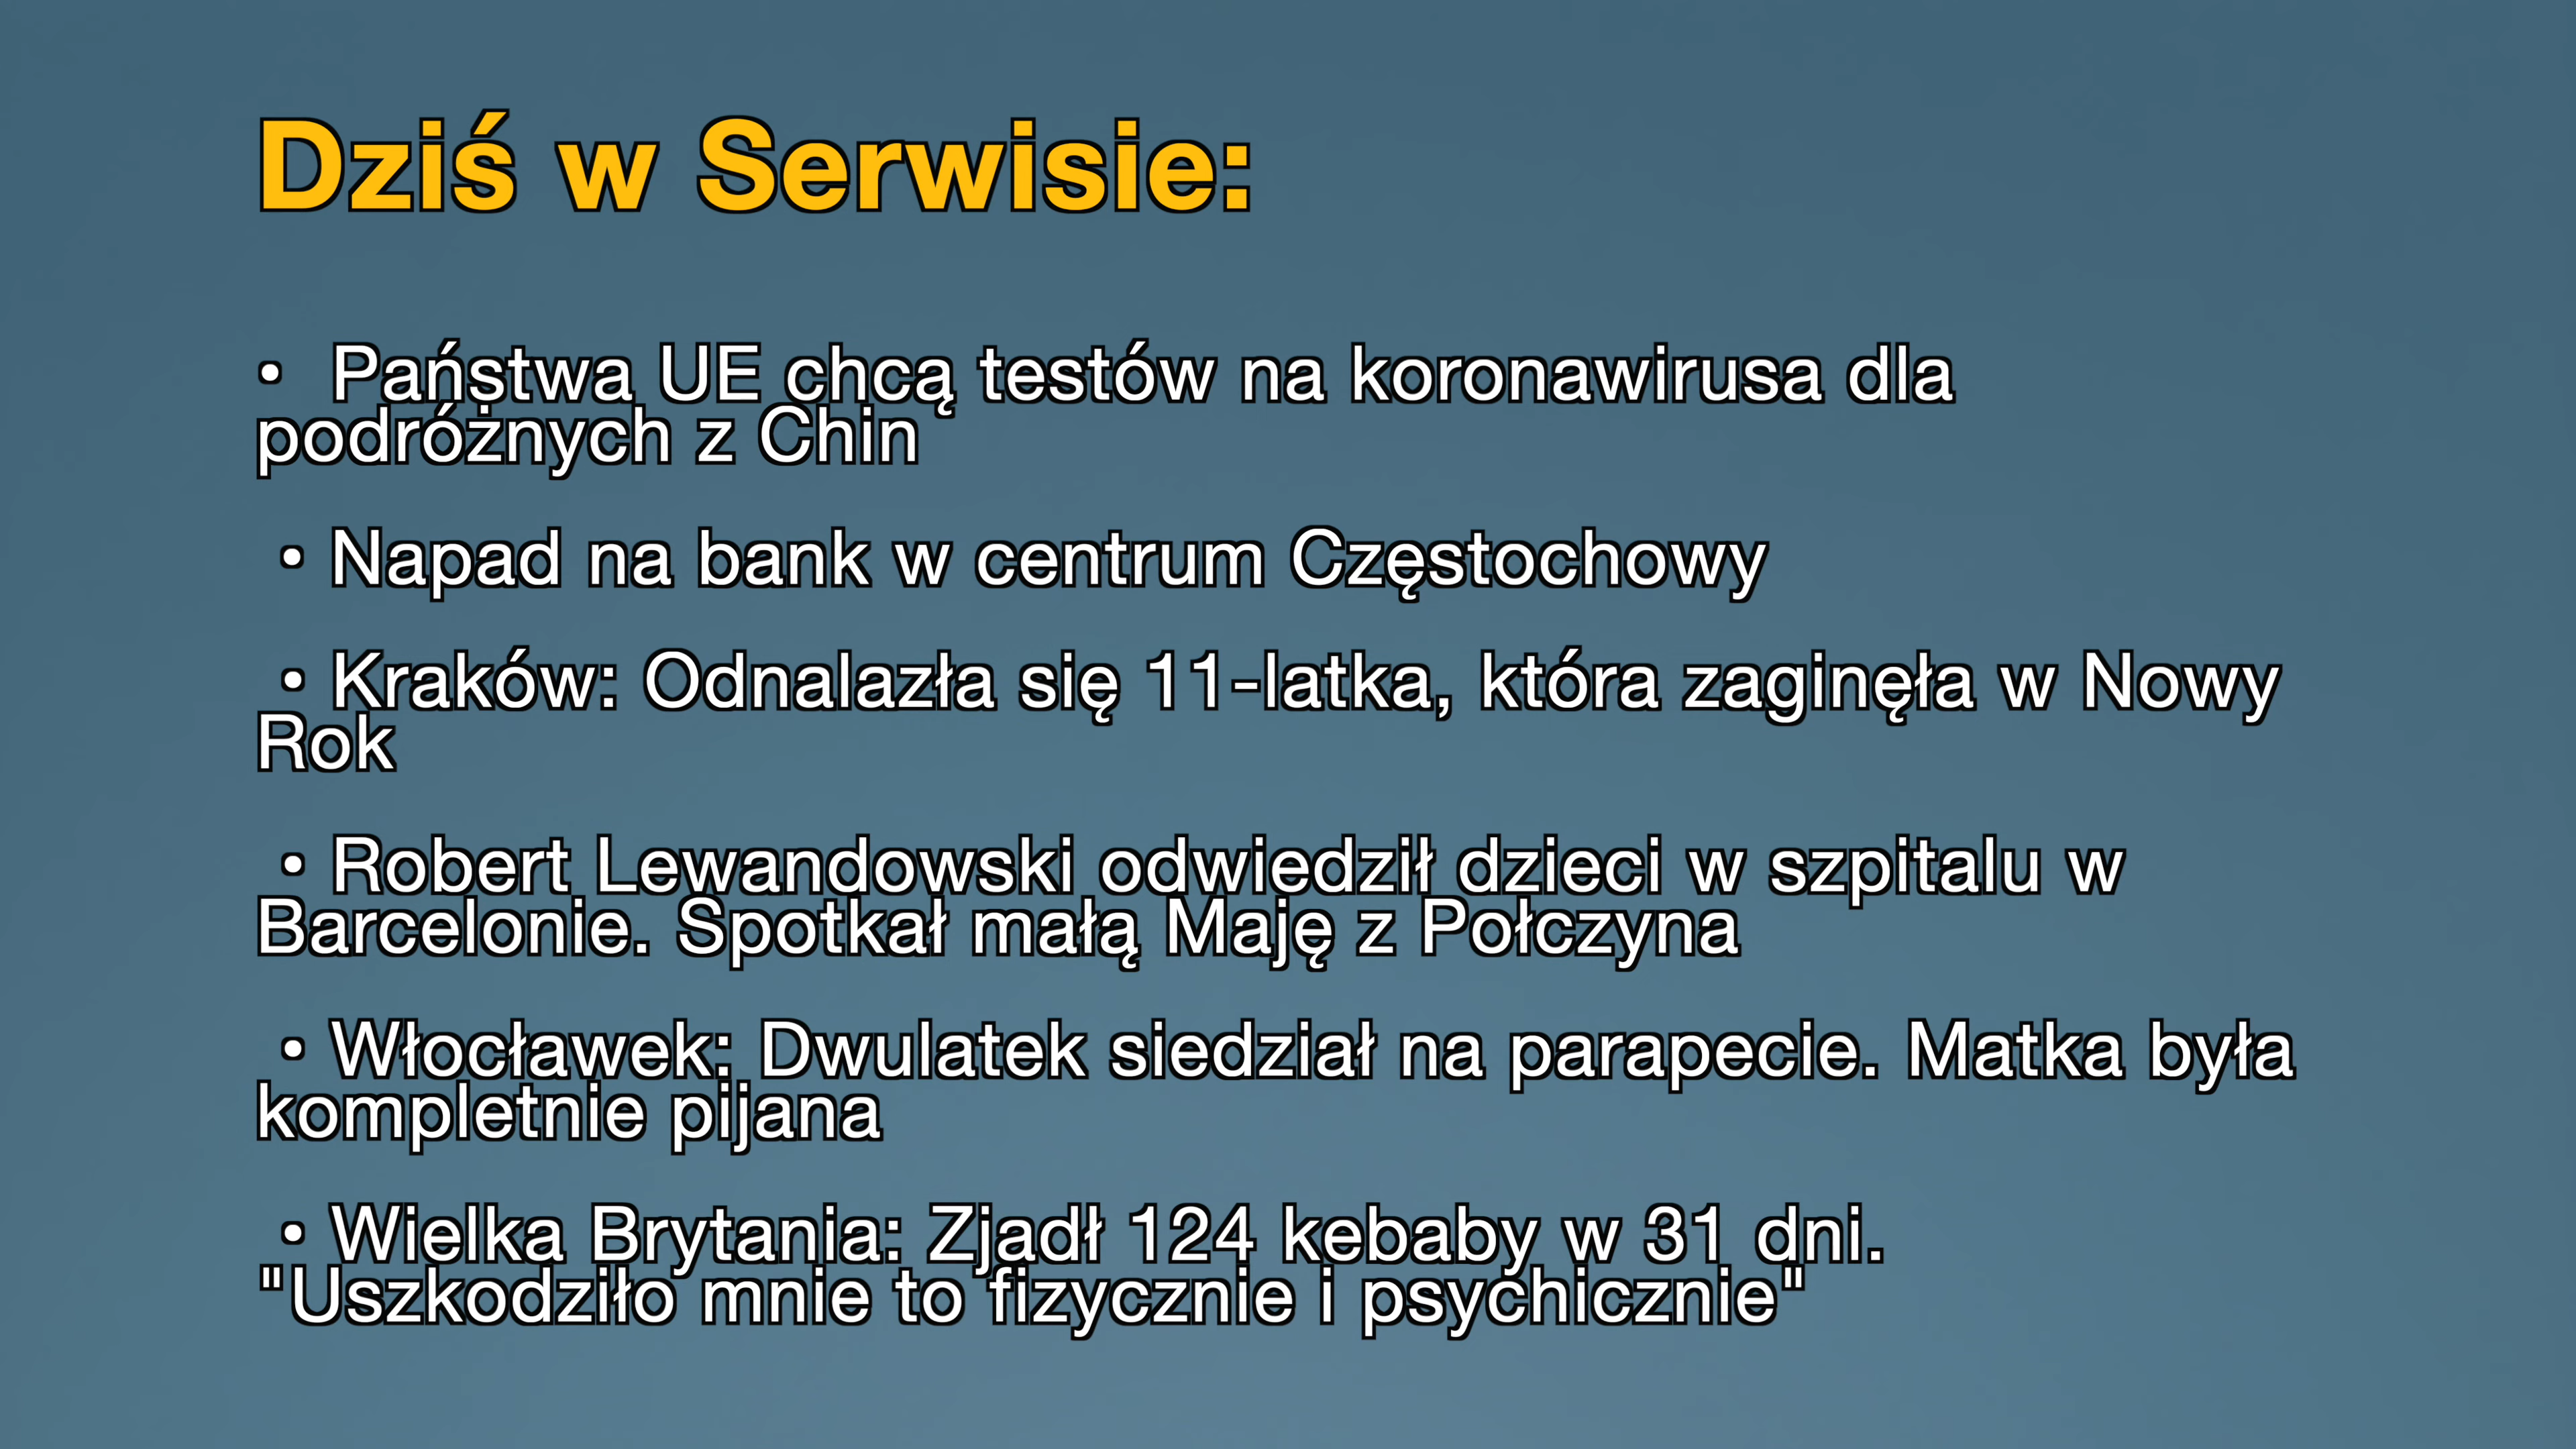 Dziś w Serwisie:
• Państwa UE chcą testów na koronawirusa dla
podróżnych z Chin
• Napad na bank w centrum Częstochowy
• Kraków: Odnalazła się 11-latka, która zaginęła w Nowy
Rok
• Robert Lewandowski odwiedził dzieci w szpitalu w
Barcelonie. Spotkał małą Maję z Połczyna
• Włocławek: Dwulatek siedział na parapecie. Matka była
kompletnie pijana
• Wielka Brytania: Zjadł 124 kebaby w 31 dni.
"Uszkodziło mnie to fizycznie i psychicznie"